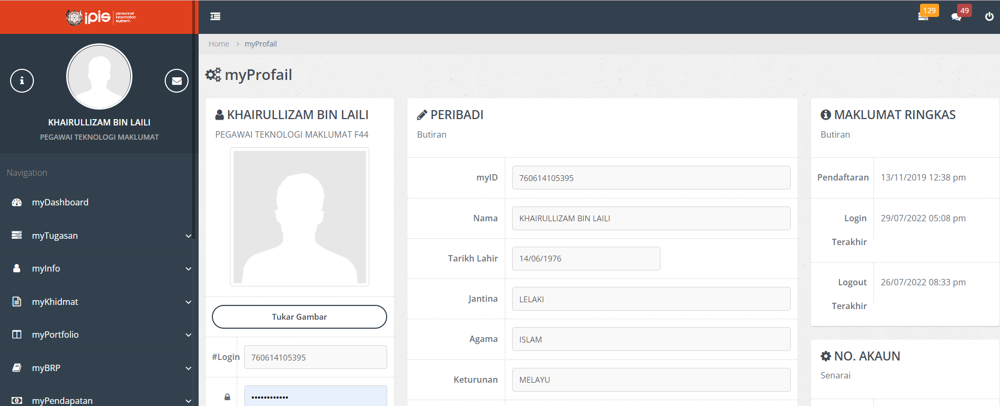 ipis personnel information system
129
49
Home > myProfail
KHAIRULLIZAM BIN LAILI
PEGAWAI TEKNOLOGI MAKLUMAT
Navigation
myDashboard
myTugasan
myInfo
myKhidmat
myPortfolio
myBRP
myPendapatan
myProfail
KHAIRULLIZAM BIN LAILI
PEGAWAI TEKNOLOGI MAKLUMAT F44
Tukar Gambar
#Login 760614105395
••••••••••••
PERIBADI
Butiran
myID 760614105395
Nama KHAIRULLIZAM BIN LAILI
Tarikh Lahir 14/06/1976
Jantina LELAKI
Agama ISLAM
Keturunan MELAYU
MAKLUMAT RINGKAS
Butiran
Pendaftaran 13/11/2019 12:38 pm
Login 29/07/2022 05:08 pm
Terakhir
Logout 26/07/2022 08:33 pm
Terakhir
NO. AKAUN
Senarai